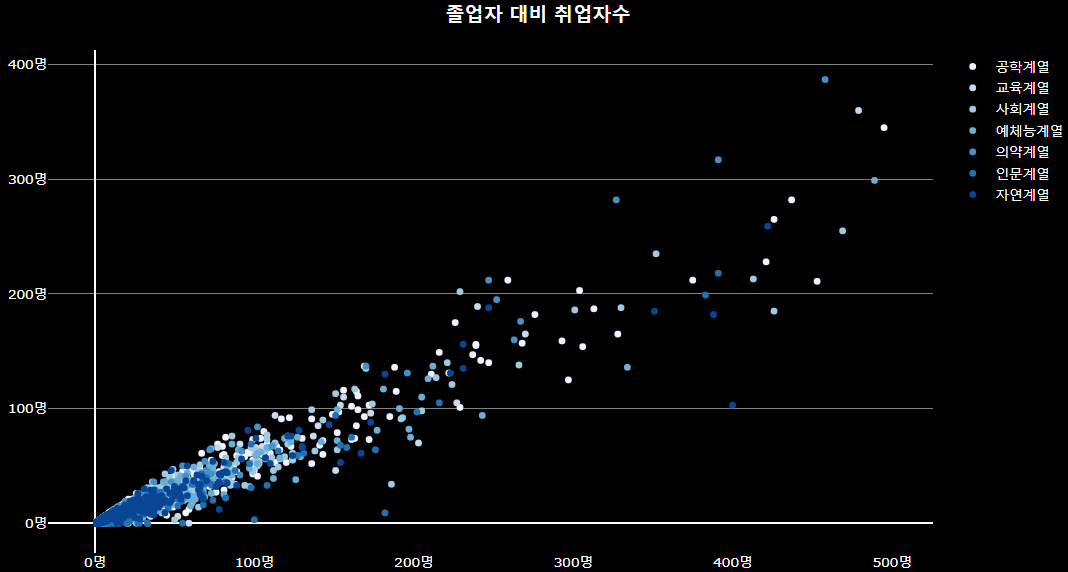 졸업자 대비 취업자수
400명
300명
200명
100명
0명
0명
100명
200명
300명
400명
500명
공학계열
교육계열
사회계열
예체능계열
의약계열
인문계열
자연계열